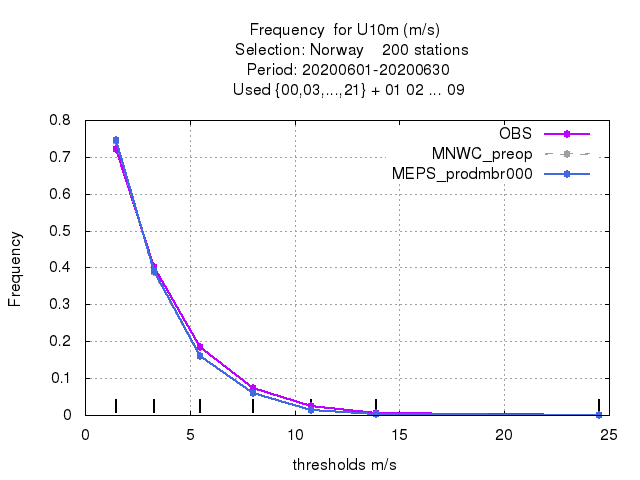 Frequency  for U10m (m/s)
Selection: Norway    200 stations
Period: 20200601-20200630
Used {00,03,...,21} + 01 02 ... 09
OBS
MNWC_preop
MEPS_prodmbr000
0.8
0.7
0.6
0.5
0.4
0.3
0.2
0.1
0
Frequency
0 5 10 15 20 25
thresholds m/s